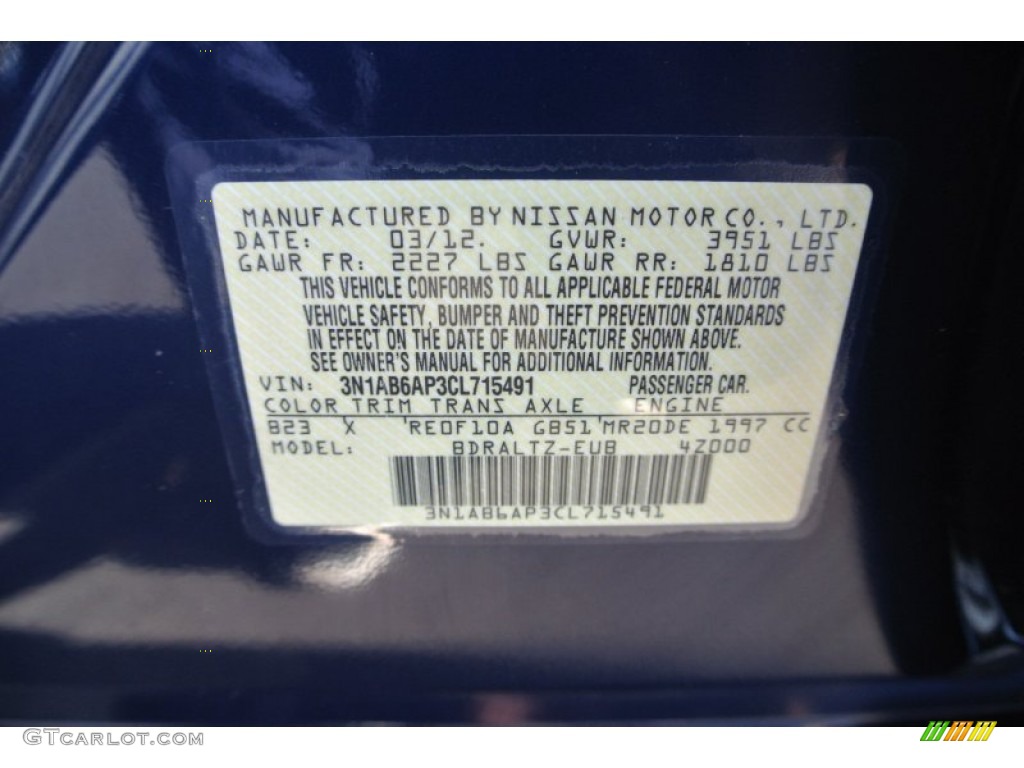 MANUFACTURED BY NISSAN MOTOR CO., LTD.
DATE: 03/12. GVWR: 3951 LBS
GAWR FR: 2227 LBS GAWR RR: 1810 LBS
THIS VEHICLE CONFORMS TO ALL APPLICABLE FEDERAL MOTOR
VEHICLE SAFETY, BUMPER AND THEFT PREVENTION STANDARDS
IN EFFECT ON THE DATE OF MANUFACTURE SHOWN ABOVE.
SEE OWNER'S MANUAL FOR ADDITIONAL INFORMATION.
VIN: 3N1AB6AP3CL715491 PASSENGER CAR.
COLOR TRIM TRANS AXLE ENGINE
B23 X RE0F10A GB51 MR20DE 1997 CC
MODEL: BDRALTZ-EUB 4Z000
3N1AB6AP3CL715491
GTCarLot.com